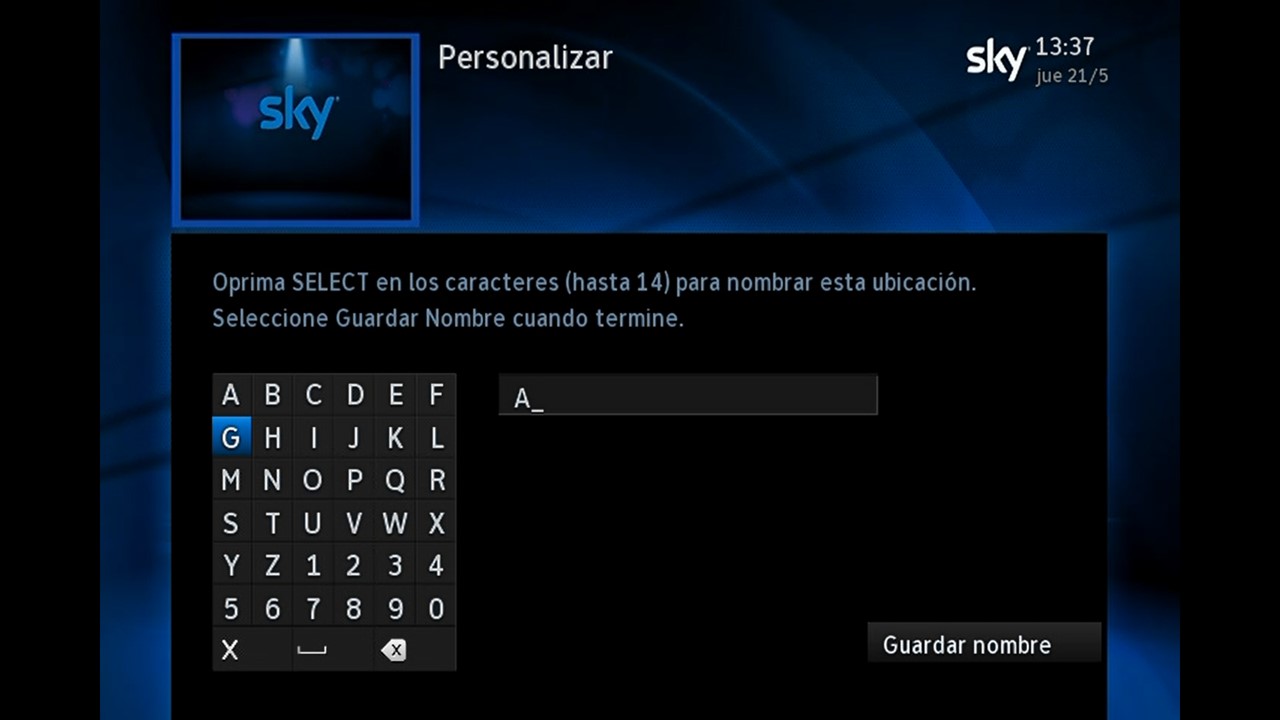 sky
Personalizar
sky 13:37
jue 21/5
Oprima SELECT en los caracteres (hasta 14) para nombrar esta ubicación.
Seleccione Guardar Nombre cuando termine.
A B C D E F
A_
G H I J K L
M N O P Q R
S T U V W X
Y Z 1 2 3 4
5 6 7 8 9 0
X
Guardar nombre